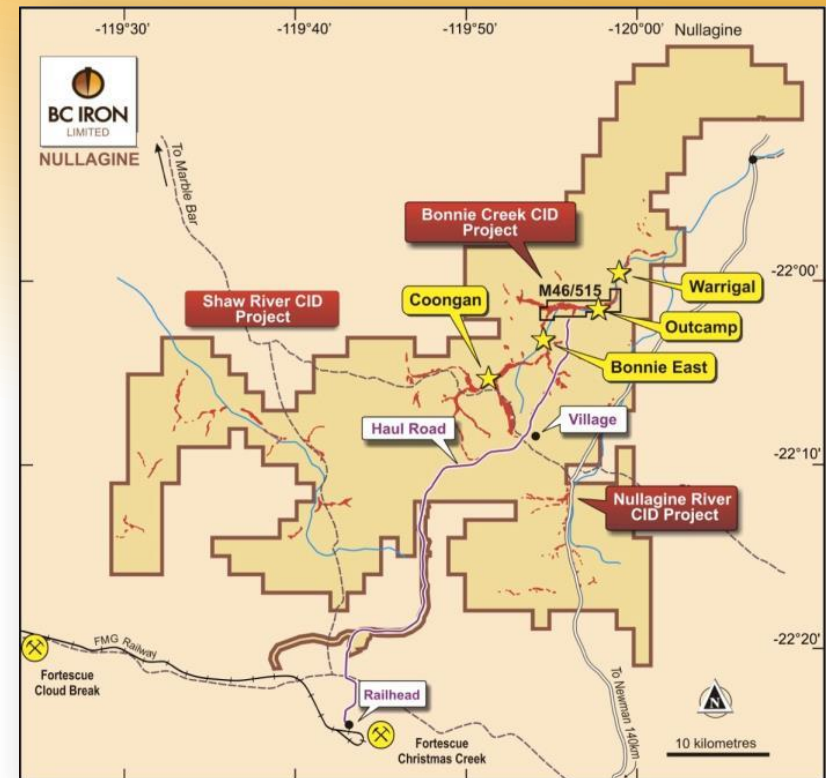 -119°30'
-119°40'
-119°50'
-120°00'
Nullagine
BC IRON
LIMITED
NULLAGINE
To Marble Bar
Bonnie Creek CID
Project
-22°00'
Warrigal
M46/515
Coongan
Shaw River CID
Project
Outcamp
Bonnie East
Haul Road
Village
-22°10'
Nullagine River
CID Project
-22°20'
FMG Railway
Fortescue
Cloud Break
Railhead
To Newman 140km
N
Fortescue
Christmas Creek
10 kilometres